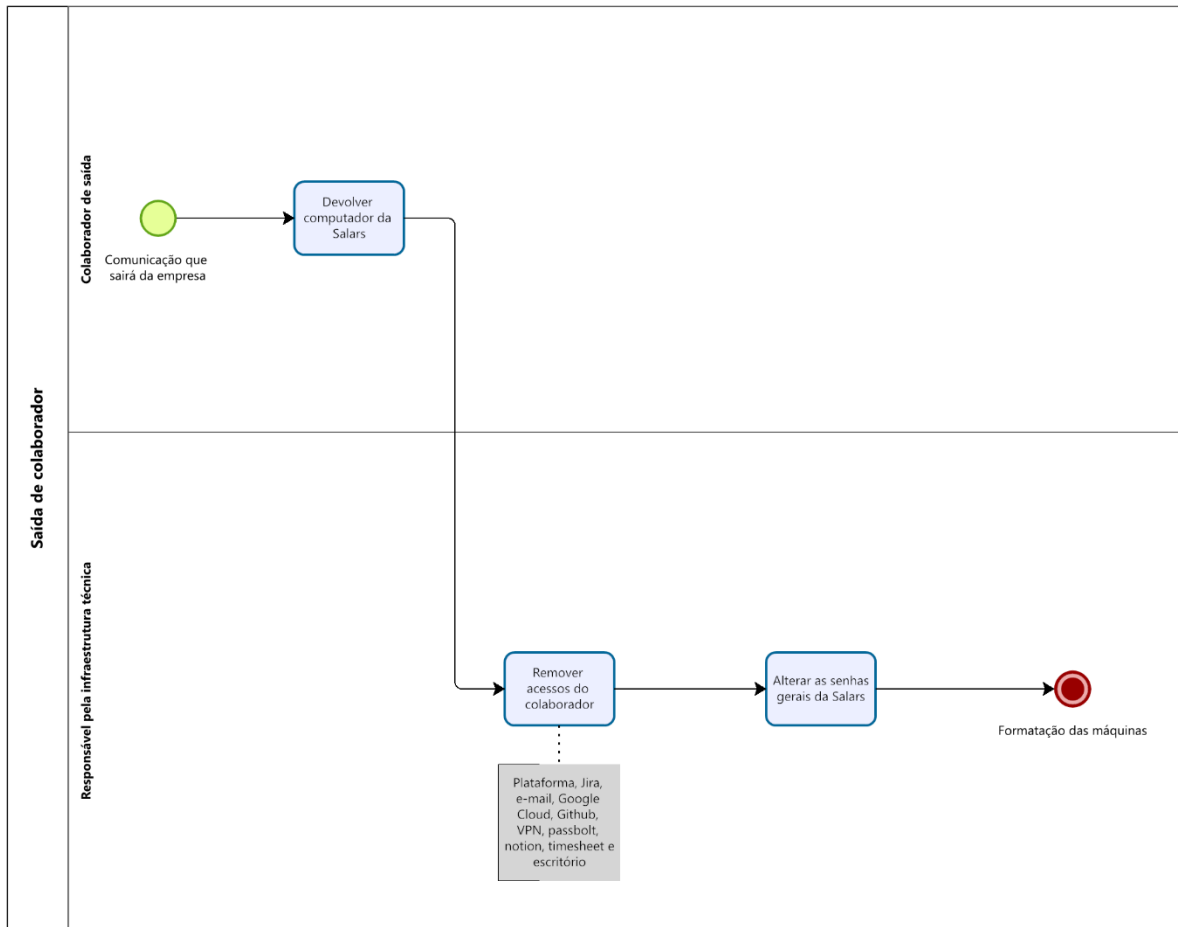 Saída de colaborador
Colaborador de saída
Comunicação que
sairá da empresa
Devolver
computador da
Salars
Responsável pela infraestrutura técnica
Remover
acessos do
colaborador
Plataforma, Jira,
e-mail, Google
Cloud, Github,
VPN, passbolt,
notion, timesheet e
escritório
Alterar as senhas
gerais da Salars
Formatação das máquinas